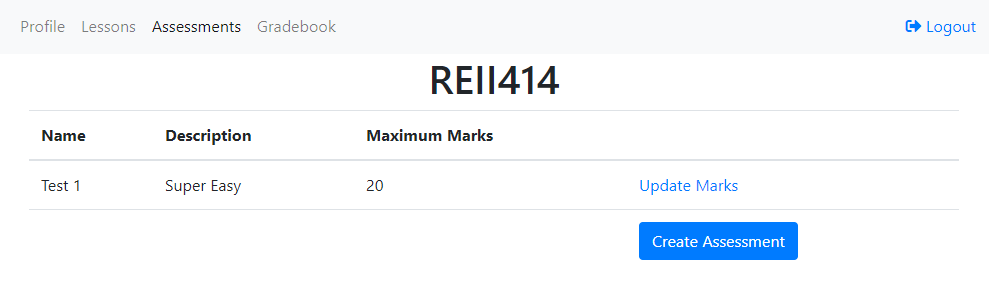 Profile Lessons Assessments Gradebook Logout
REII414
Name Description Maximum Marks
Test 1 Super Easy 20 Update Marks
Create Assessment